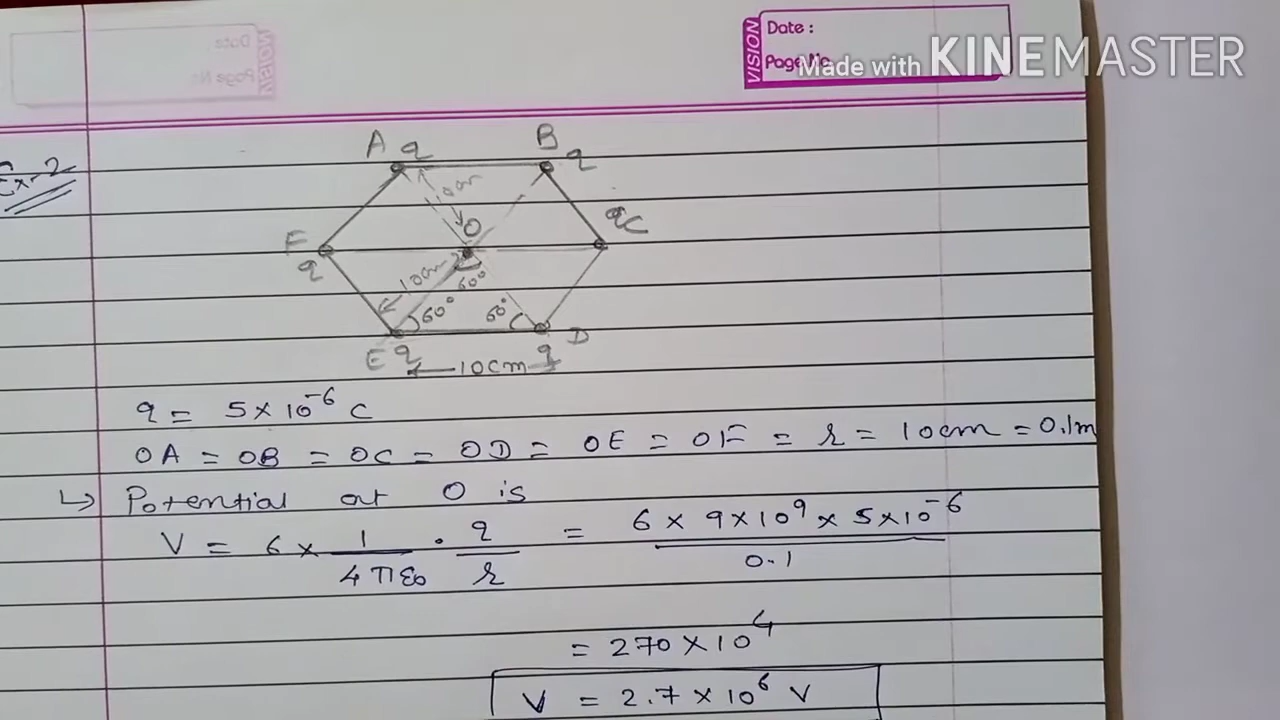 Date :
VISION
Page No.
Made with KINEMASTER
Ex-2
A q
B
q
10cm
O
qC
F
q
10cm
60°
60°
60°
E q
q
D
10cm
q = 5×10⁻⁶ C
OA = OB = OC = OD = OE = OF = r = 10cm = 0.1m
↳ Potential at O is
V = 6 × 1/4πε₀ · q/r = 6 × 9×10⁹ × 5×10⁻⁶/0.1
= 270×10⁴
V = 2.7×10⁶ V